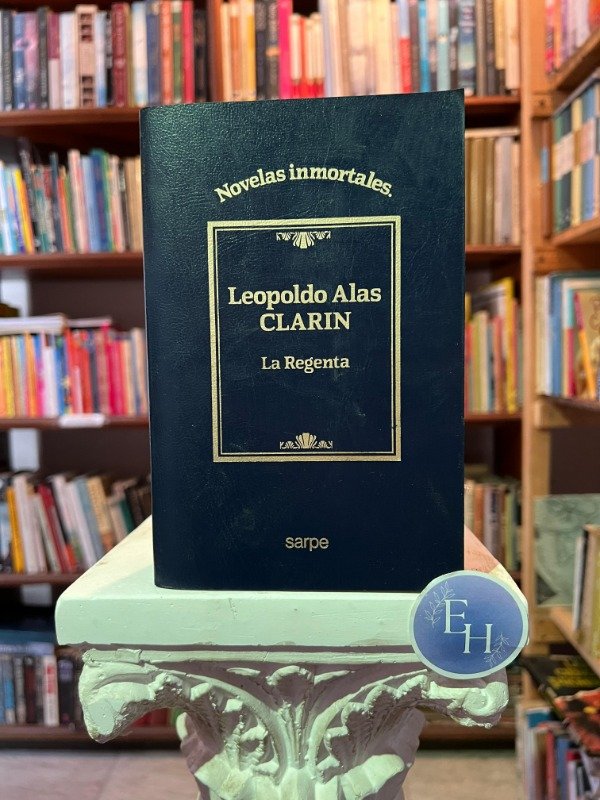 Novelas inmortales.
Leopoldo Alas
CLARIN
La Regenta
sarpe
EH